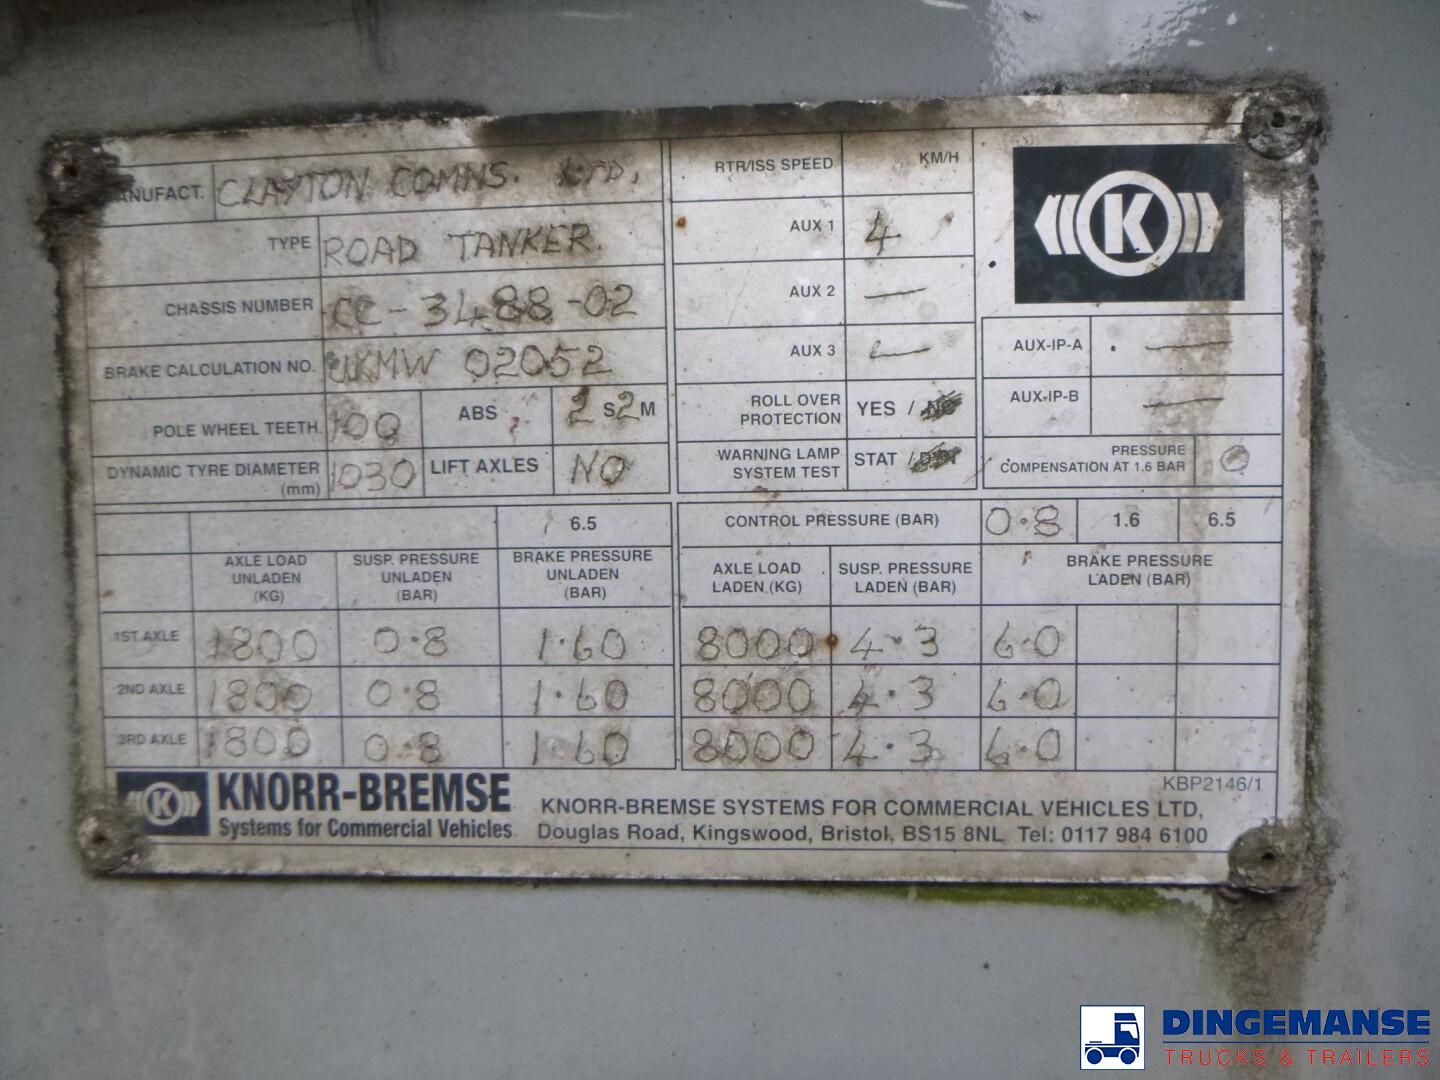 MANUFACT. CLAYTON COMNS. LTD.
TYPE ROAD TANKER.
CHASSIS NUMBER CC-3488-02
BRAKE CALCULATION NO. UKMW 02052
POLE WHEEL TEETH. 100 ABS 2 S 2 M
DYNAMIC TYRE DIAMETER (mm) 1030 LIFT AXLES NO
RTR/ISS SPEED KM/H
AUX 1 4
AUX 2 —
AUX 3 —
ROLL OVER PROTECTION YES / NO
WARNING LAMP SYSTEM TEST STAT /
K
AUX-IP-A —
AUX-IP-B —
PRESSURE COMPENSATION AT 1.6 BAR 0
6.5
AXLE LOAD UNLADEN (KG) SUSP. PRESSURE UNLADEN (BAR) BRAKE PRESSURE UNLADEN (BAR)
1ST AXLE 1800 0.8 1.60
2ND AXLE 1800 0.8 1.60
3RD AXLE 1800 0.8 1.60
CONTROL PRESSURE (BAR) 0.8 1.6 6.5
AXLE LOAD LADEN (KG) SUSP. PRESSURE LADEN (BAR) BRAKE PRESSURE LADEN (BAR)
8000 4.3 6.0
8000 4.3 6.0
8000 4.3 6.0
KBP2146/1
K KNORR-BREMSE
Systems for Commercial Vehicles
KNORR-BREMSE SYSTEMS FOR COMMERCIAL VEHICLES LTD,
Douglas Road, Kingswood, Bristol, BS15 8NL Tel: 0117 984 6100
DINGEMANSE
TRUCKS & TRAILERS